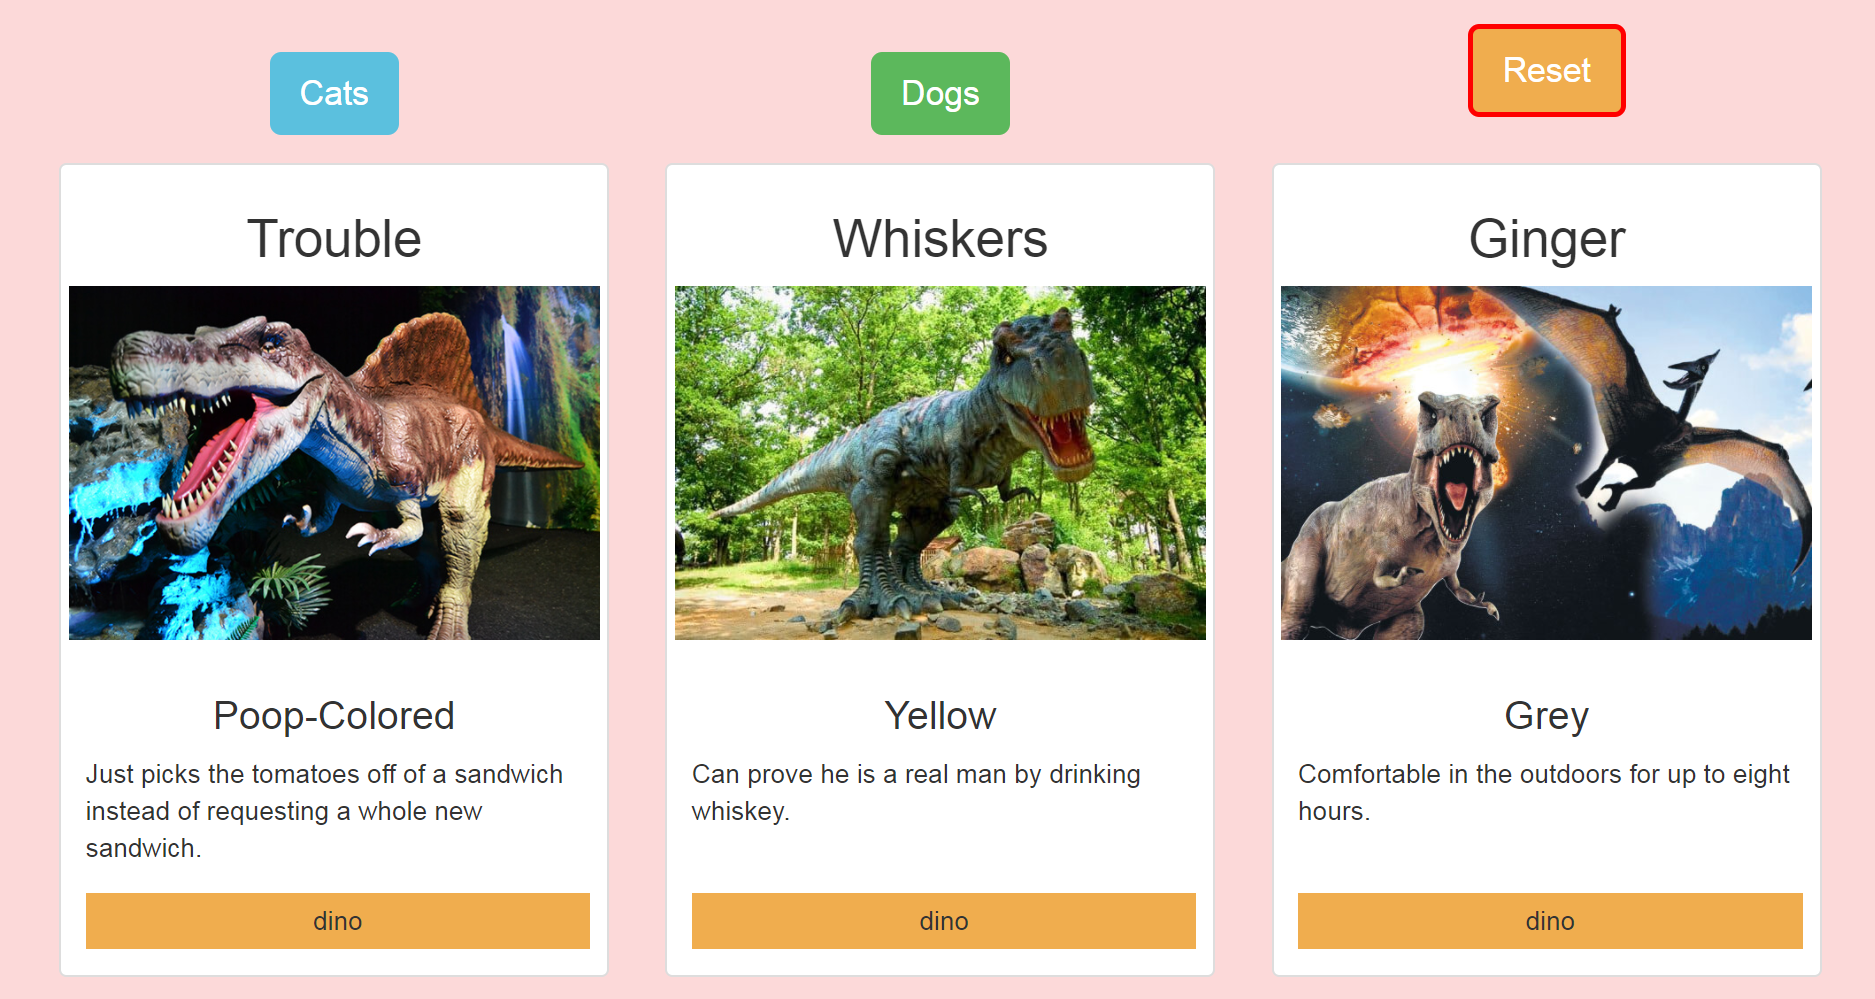 Cats
Dogs
Reset
Trouble
Poop-Colored
Just picks the tomatoes off of a sandwich
instead of requesting a whole new
sandwich.
dino
Whiskers
Yellow
Can prove he is a real man by drinking
whiskey.
dino
Ginger
Grey
Comfortable in the outdoors for up to eight
hours.
dino